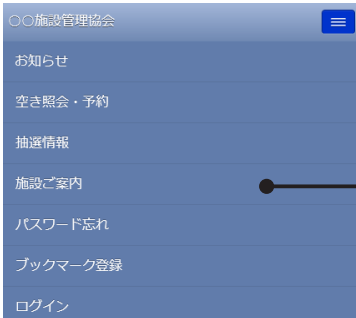 〇〇施設管理協会
お知らせ
空き照会・予約
抽選情報
施設ご案内
パスワード忘れ
ブックマーク登録
ログイン